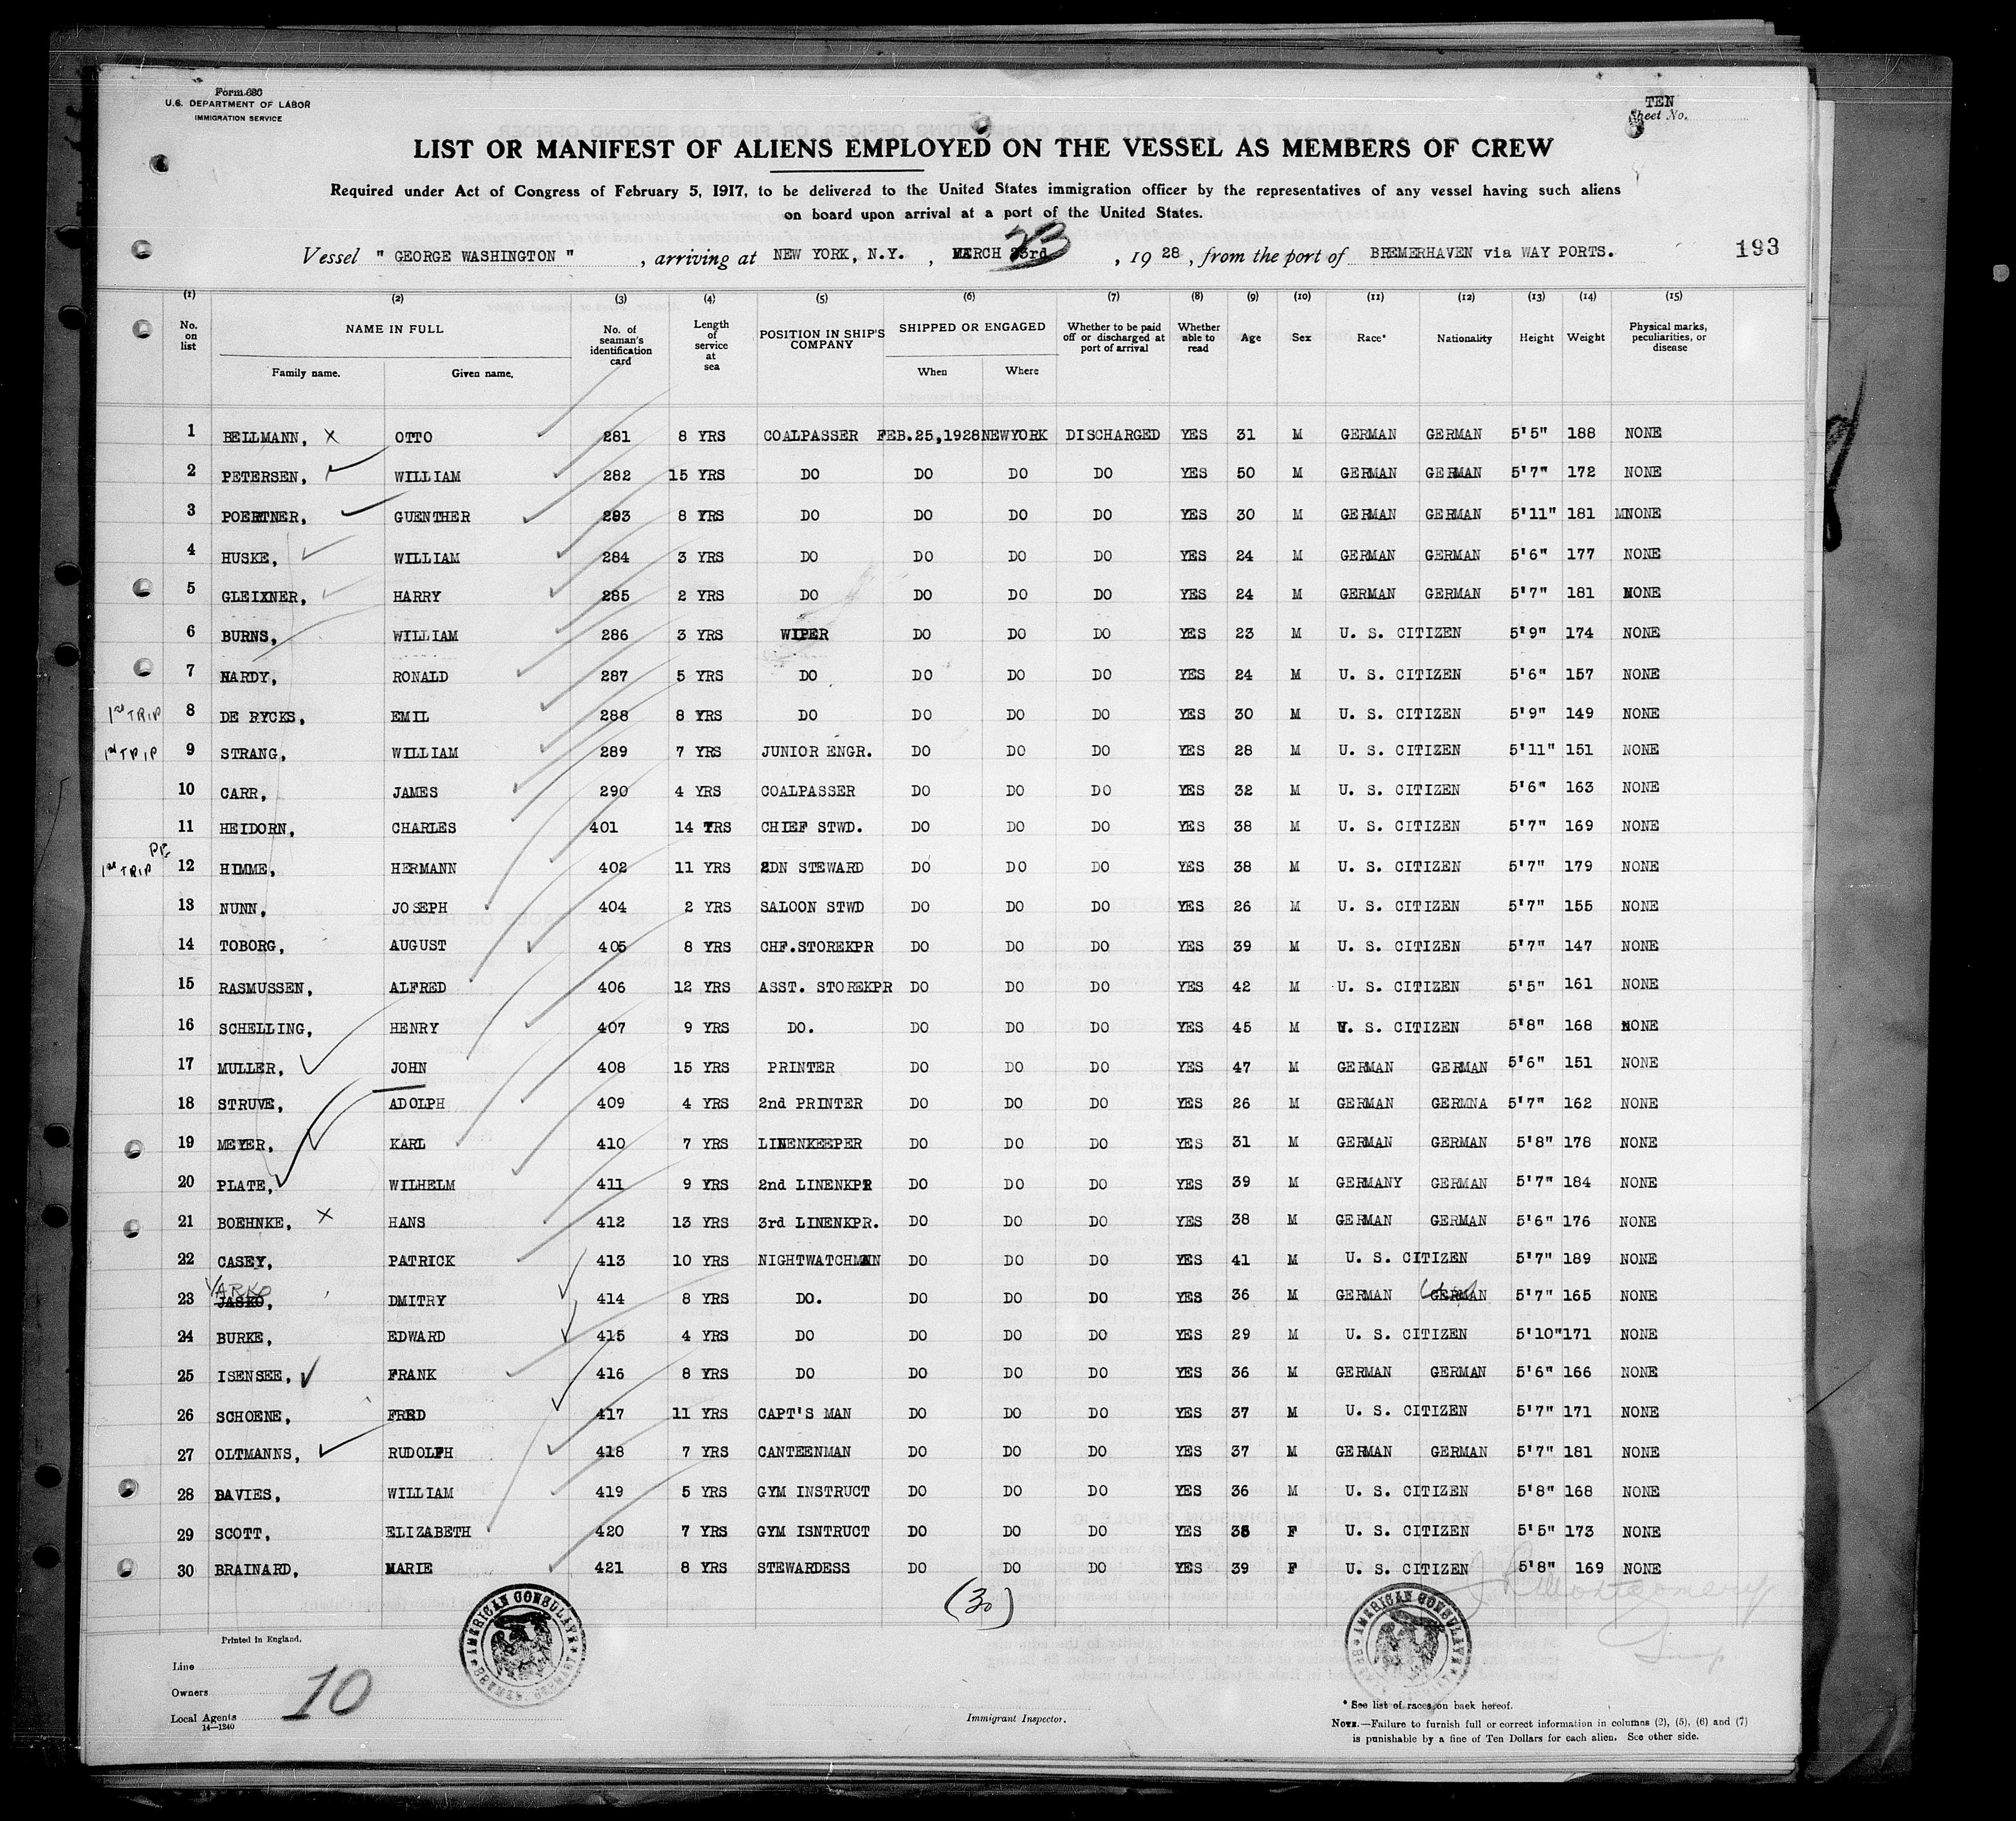 Form 680
U.S. DEPARTMENT OF LABOR
IMMIGRATION SERVICE
TEN
Sheet No.
LIST OR MANIFEST OF ALIENS EMPLOYED ON THE VESSEL AS MEMBERS OF CREW
Required under Act of Congress of February 5, 1917, to be delivered to the United States immigration officer by the representatives of any vessel having such aliens
on board upon arrival at a port of the United States.
Vessel " GEORGE WASHINGTON " , arriving at NEW YORK, N.Y. , MARCH 23rd 23 , 1928 , from the port of BREMERHAVEN via WAY PORTS. 193
(1) (2) (3) (4) (5) (6) (7) (8) (9) (10) (11) (12) (13) (14) (15)
No. on list NAME IN FULL Family name. Given name. No. of seaman's identification card Length of service at sea POSITION IN SHIP'S COMPANY SHIPPED OR ENGAGED When Where Whether to be paid off or discharged at port of arrival Whether able to read Age Sex Race* Nationality Height Weight Physical marks, peculiarities, or disease
1 BELLMANN, X OTTO 281 8 YRS COALPASSER FEB.25,1928 NEWYORK DISCHARGED YES 31 M GERMAN GERMAN 5'5" 188 NONE
2 PETERSEN, WILLIAM 282 15 YRS DO DO DO DO YES 50 M GERMAN GERMAN 5'7" 172 NONE
3 POERTNER, GUENTHER 283 8 YRS DO DO DO DO YES 30 M GERMAN GERMAN 5'11" 181 NONE
4 HUSKE, WILLIAM 284 3 YRS DO DO DO DO YES 24 M GERMAN GERMAN 5'6" 177 NONE
5 GLEIXNER, HARRY 285 2 YRS DO DO DO DO YES 24 M GERMAN GERMAN 5'7" 181 NONE
6 BURNS, WILLIAM 286 3 YRS WIPER DO DO DO YES 23 M U. S. CITIZEN 5'9" 174 NONE
7 HARDY, RONALD 287 5 YRS DO DO DO DO YES 24 M U. S. CITIZEN 5'6" 157 NONE
1st TRIP 8 DE RYCKS, EMIL 288 8 YRS DO DO DO DO YES 30 M U. S. CITIZEN 5'9" 149 NONE
1st TRIP 9 STRANG, WILLIAM 289 7 YRS JUNIOR ENGR. DO DO DO YES 28 M U. S. CITIZEN 5'11" 151 NONE
10 CARR, JAMES 290 4 YRS COALPASSER DO DO DO YES 32 M U. S. CITIZEN 5'6" 163 NONE
11 HEIDORN, CHARLES 401 14 YRS CHIEF STWD. DO DO DO YES 38 M U. S. CITIZEN 5'7" 169 NONE
1st TRIP 12 HIMME, HERMANN 402 11 YRS 2DN STEWARD DO DO DO YES 38 M U. S. CITIZEN 5'7" 179 NONE
13 NUNN, JOSEPH 404 2 YRS SALOON STWD DO DO DO YES 26 M U. S. CITIZEN 5'7" 155 NONE
14 TOBORG, AUGUST 405 8 YRS CHF.STOREKPR DO DO DO YES 39 M U. S. CITIZEN 5'7" 147 NONE
15 RASMUSSEN, ALFRED 406 12 YRS ASST. STOREKPR DO DO DO YES 42 M U. S. CITIZEN 5'5" 161 NONE
16 SCHELLING, HENRY 407 9 YRS DO. DO DO DO YES 45 M U. S. CITIZEN 5'8" 168 NONE
17 MULLER, JOHN 408 15 YRS PRINTER DO DO DO YES 47 M GERMAN GERMAN 5'6" 151 NONE
18 STRUVE, ADOLPH 409 4 YRS 2nd PRINTER DO DO DO YES 26 M GERMAN GERMNA 5'7" 162 NONE
19 MEYER, KARL 410 7 YRS LINENKEEPER DO DO DO YES 31 M GERMAN GERMAN 5'8" 178 NONE
20 PLATE, WILHELM 411 9 YRS 2nd LINENKPR DO DO DO YES 39 M GERMANY GERMAN 5'7" 184 NONE
21 BOEHNKE, X HANS 412 13 YRS 3rd LINENKPR. DO DO DO YES 38 M GERMAN GERMAN 5'6" 176 NONE
22 CASEY, PATRICK 413 10 YRS NIGHTWATCHMAN DO DO DO YES 41 M U. S. CITIZEN 5'7" 189 NONE
VARKO
23 JASKO, DMITRY 414 8 YRS DO. DO DO DO YES 36 M GERMAN GERMAN 5'7" 165 NONE
24 BURKE, EDWARD 415 4 YRS DO DO DO DO YES 29 M U. S. CITIZEN 5'10" 171 NONE
25 ISENSEE, FRANK 416 8 YRS DO DO DO DO YES 36 M GERMAN GERMAN 5'6" 166 NONE
26 SCHOENE, FRED 417 11 YRS CAPT'S MAN DO DO DO YES 37 M U. S. CITIZEN 5'7" 171 NONE
27 OLTMANNS, RUDOLPH 418 7 YRS CANTEENMAN DO DO DO YES 37 M GERMAN GERMAN 5'7" 181 NONE
28 DAVIES, WILLIAM 419 5 YRS GYM INSTRUCT DO DO DO YES 36 M U. S. CITIZEN 5'8" 168 NONE
29 SCOTT, ELIZABETH 420 7 YRS GYM ISNTRUCT DO DO DO YES F U. S. CITIZEN 5'5" 173 NONE
30 BRAINARD, MARIE 421 8 YRS STEWARDESS DO DO DO YES 39 F U. S. CITIZEN 5'8" 169 NONE
(30)
AMERICAN CONSULATE
AMERICAN CONSULATE
Printed in England.
Line
Owners
Local Agents
14—1240
10
Immigrant Inspector.
* See list of races on back hereof.
NOTE.—Failure to furnish full or correct information in columns (2), (5), (6) and (7)
is punishable by a fine of Ten Dollars for each alien. See other side.